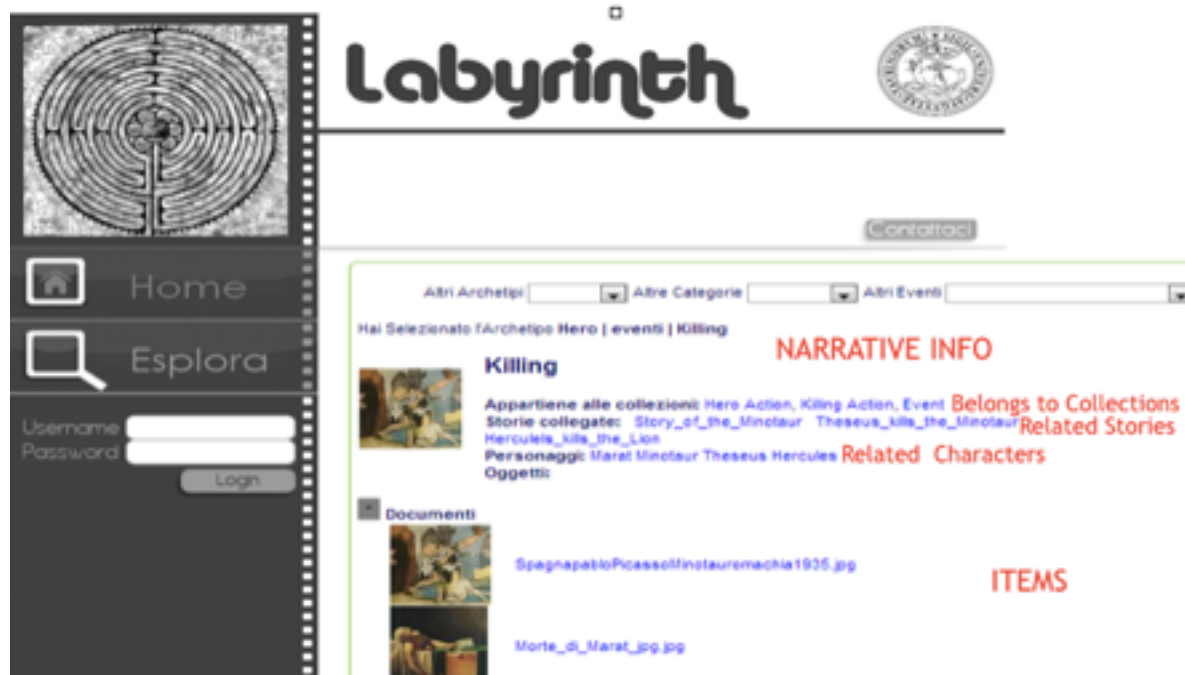 Labyrinth
Contattaci
Home
Esplora
Username
Password
Login
Altri Archetipi Altre Categorie Altri Eventi
Hai Selezionato l'Archetipo Hero | eventi | Killing
NARRATIVE INFO
Killing
Appartiene alle collezioni: Hero Action, Killing Action, Event Belongs to Collections
Storie collegate: Story_of_the_Minotaur Theseus_kills_the_Minotaur Related Stories
Herculels_kills_the_Lion
Personaggi: Marat Minotaur Theseus Hercules Related Characters
Oggetti:
Documenti
SpagnapabloPicassoMinotauromachia1935.jpg
ITEMS
Morte_di_Marat_jpg.jpg